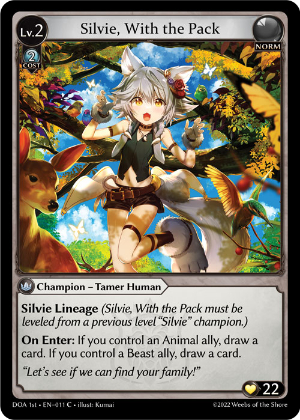 Lv.2
Silvie, With the Pack
2
COST
NORM
Champion – Tamer Human
Silvie Lineage (Silvie, With the Pack must be
leveled from a previous level "Silvie" champion.)
On Enter: If you control an Animal ally, draw a
card. If you control a Beast ally, draw a card.
"Let's see if we can find your family!"
22
DOA 1st • EN-011 C • illust: Kumai
©2022 Weebs of the Shore